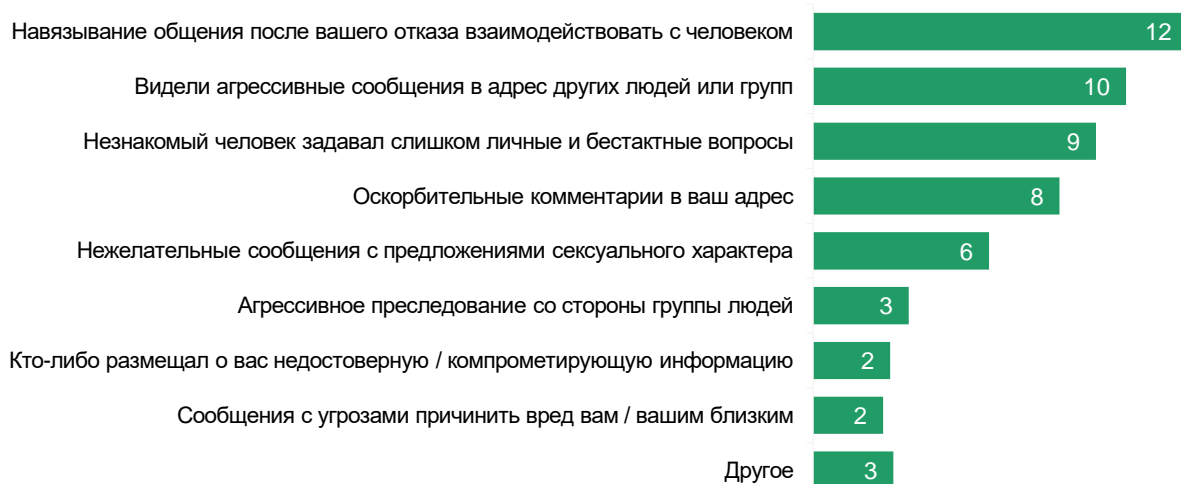 Навязывание общения после вашего отказа взаимодействовать с человеком 12
Видели агрессивные сообщения в адрес других людей или групп 10
Незнакомый человек задавал слишком личные и бестактные вопросы 9
Оскорбительные комментарии в ваш адрес 8
Нежелательные сообщения с предложениями сексуального характера 6
Агрессивное преследование со стороны группы людей 3
Кто-либо размещал о вас недостоверную / компрометирующую информацию 2
Сообщения с угрозами причинить вред вам / вашим близким 2
Другое 3